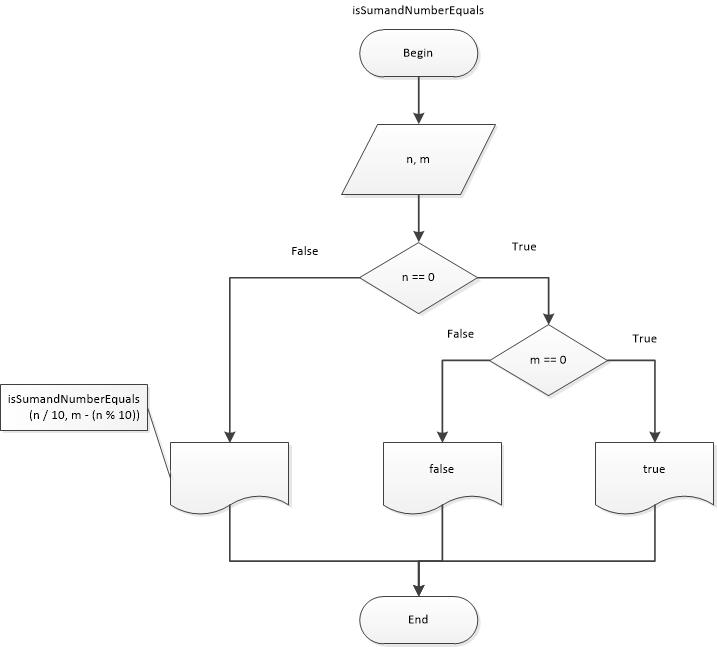 isSumandNumberEquals
Begin
n, m
False
True
n == 0
False
True
m == 0
isSumandNumberEquals
(n / 10, m - (n % 10))
false
true
End